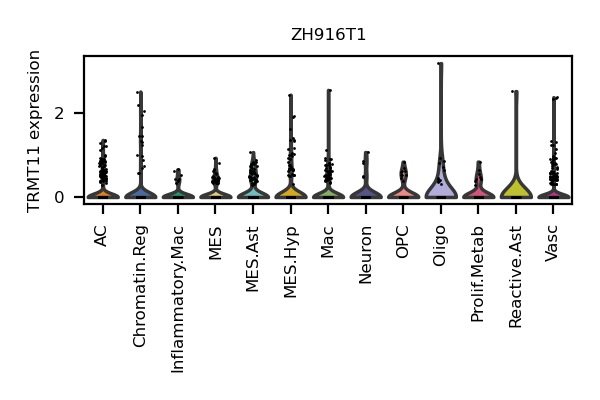 ZH916T1
TRMT11 expression
2
0
AC
Chromatin.Reg
Inflammatory.Mac
MES
MES.Ast
MES.Hyp
Mac
Neuron
OPC
Oligo
Prolif.Metab
Reactive.Ast
Vasc